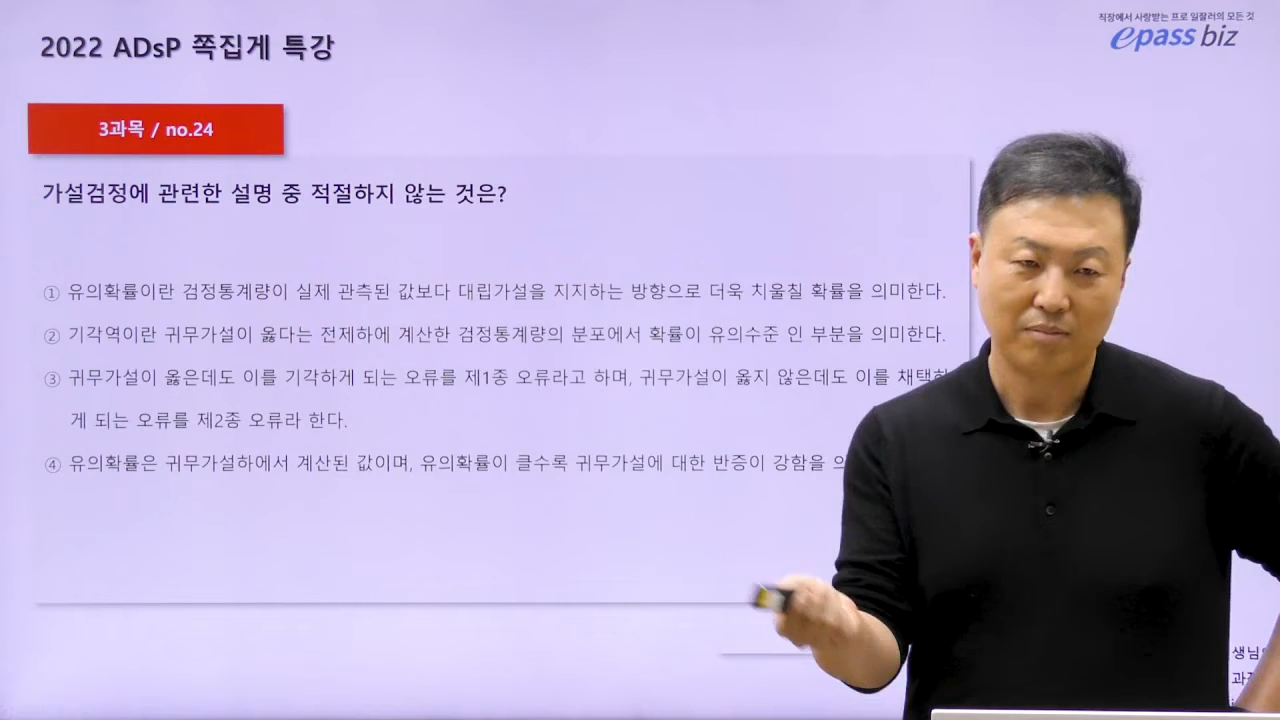 2022 ADsP 쪽집게 특강
직장에서 사랑받는 프로 일잘러의 모든 것
epass biz
3과목 / no.24
가설검정에 관련한 설명 중 적절하지 않는 것은?
① 유의확률이란 검정통계량이 실제 관측된 값보다 대립가설을 지지하는 방향으로 더욱 치우칠 확률을 의미한다.
② 기각역이란 귀무가설이 옳다는 전제하에 계산한 검정통계량의 분포에서 확률이 유의수준 인 부분을 의미한다.
③ 귀무가설이 옳은데도 이를 기각하게 되는 오류를 제1종 오류라고 하며, 귀무가설이 옳지 않은데도 이를 채택하
게 되는 오류를 제2종 오류라 한다.
④ 유의확률은 귀무가설하에서 계산된 값이며, 유의확률이 클수록 귀무가설에 대한 반증이 강함을